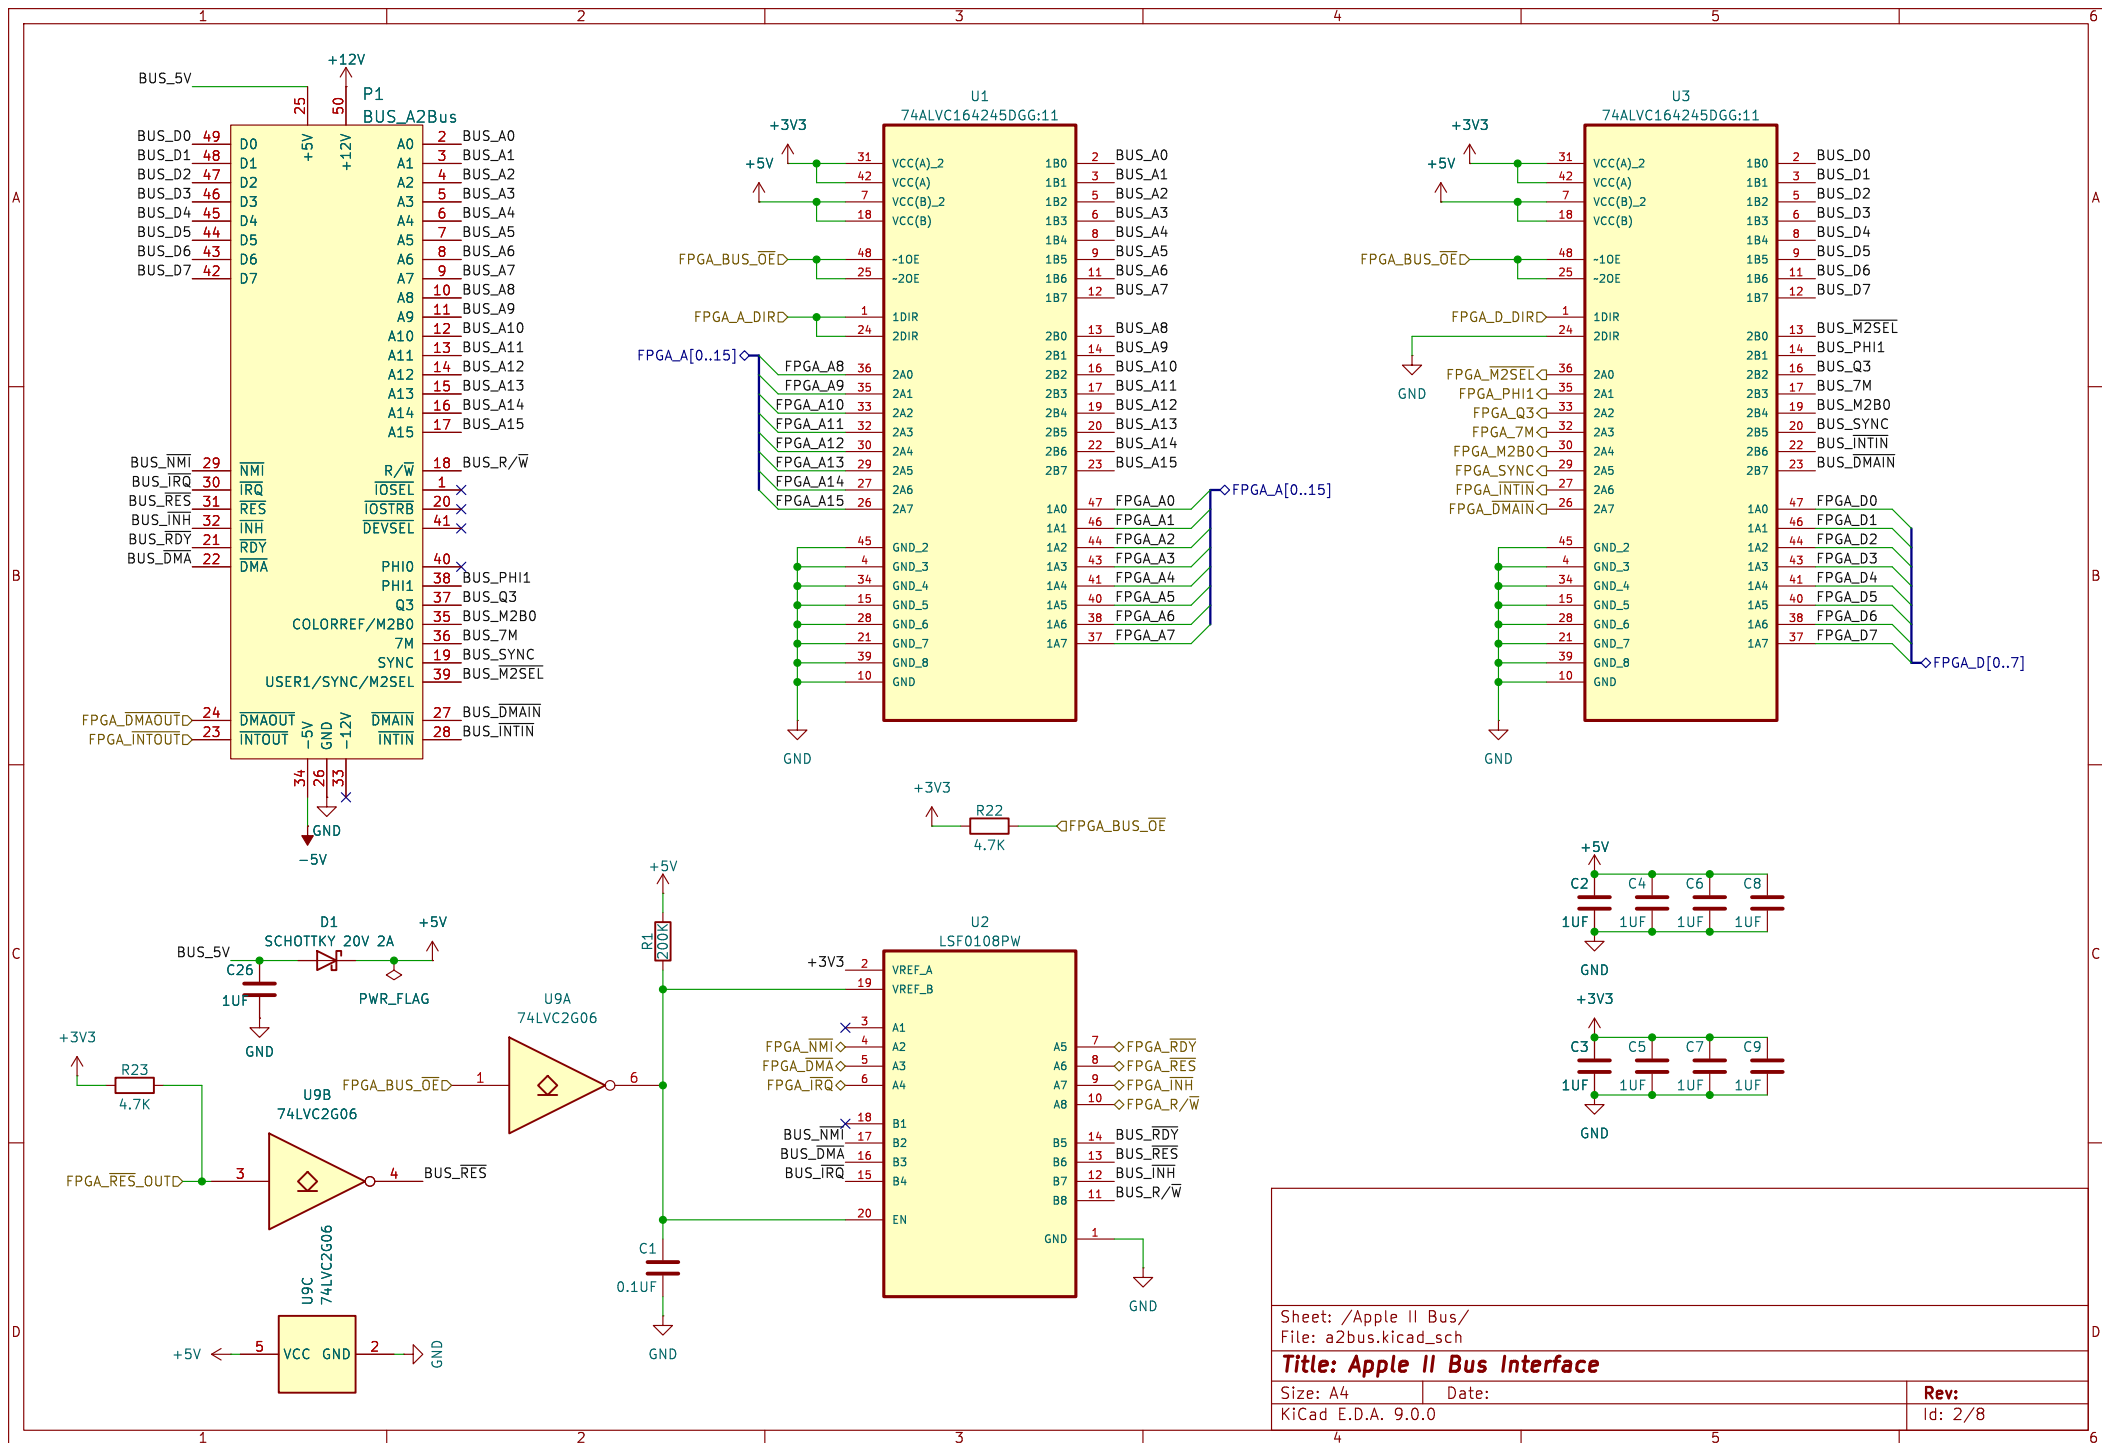 1 2 3 4 5 6
A A
B B
C C
D D
BUS_5V
+12V
25
50
P1
BUS_A2Bus
+5V
+12V
BUS_D0 49 D0 A0 2 BUS_A0
BUS_D1 48 D1 A1 3 BUS_A1
BUS_D2 47 D2 A2 4 BUS_A2
BUS_D3 46 D3 A3 5 BUS_A3
BUS_D4 45 D4 A4 6 BUS_A4
BUS_D5 44 D5 A5 7 BUS_A5
BUS_D6 43 D6 A6 8 BUS_A6
BUS_D7 42 D7 A7 9 BUS_A7
A8 10 BUS_A8
A9 11 BUS_A9
A10 12 BUS_A10
A11 13 BUS_A11
A12 14 BUS_A12
A13 15 BUS_A13
A14 16 BUS_A14
A15 17 BUS_A15
BUS_NMI 29 NMI R/W 18 BUS_R/W
BUS_IRQ 30 IRQ IOSEL 1
BUS_RES 31 RES IOSTRB 20
BUS_INH 32 INH DEVSEL 41
BUS_RDY 21 RDY
BUS_DMA 22 DMA PHI0 40
PHI1 38 BUS_PHI1
Q3 37 BUS_Q3
COLORREF/M2B0 35 BUS_M2B0
7M 36 BUS_7M
SYNC 19 BUS_SYNC
USER1/SYNC/M2SEL 39 BUS_M2SEL
FPGA_DMAOUT 24 DMAOUT DMAIN 27 BUS_DMAIN
FPGA_INTOUT 23 INTOUT INTIN 28 BUS_INTIN
-5V GND -12V
34 26 33
GND
-5V
U1
74ALVC164245DGG:11
+3V3
+5V
31 VCC(A)_2 1B0 2 BUS_A0
42 VCC(A) 1B1 3 BUS_A1
7 VCC(B)_2 1B2 5 BUS_A2
18 VCC(B) 1B3 6 BUS_A3
1B4 8 BUS_A4
FPGA_BUS_OE 48 ~1OE 1B5 9 BUS_A5
25 ~2OE 1B6 11 BUS_A6
1B7 12 BUS_A7
FPGA_A_DIR 1 1DIR
24 2DIR 2B0 13 BUS_A8
FPGA_A[0..15] 2B1 14 BUS_A9
FPGA_A8 36 2A0 2B2 16 BUS_A10
FPGA_A9 35 2A1 2B3 17 BUS_A11
FPGA_A10 33 2A2 2B4 19 BUS_A12
FPGA_A11 32 2A3 2B5 20 BUS_A13
FPGA_A12 30 2A4 2B6 22 BUS_A14
FPGA_A13 29 2A5 2B7 23 BUS_A15
FPGA_A14 27 2A6 FPGA_A[0..15]
FPGA_A15 26 2A7 1A0 47 FPGA_A0
1A1 46 FPGA_A1
45 GND_2 1A2 44 FPGA_A2
4 GND_3 1A3 43 FPGA_A3
34 GND_4 1A4 41 FPGA_A4
15 GND_5 1A5 40 FPGA_A5
28 GND_6 1A6 38 FPGA_A6
21 GND_7 1A7 37 FPGA_A7
39 GND_8
10 GND
GND
U3
74ALVC164245DGG:11
+3V3
+5V
31 VCC(A)_2 1B0 2 BUS_D0
42 VCC(A) 1B1 3 BUS_D1
7 VCC(B)_2 1B2 5 BUS_D2
18 VCC(B) 1B3 6 BUS_D3
1B4 8 BUS_D4
FPGA_BUS_OE 48 ~1OE 1B5 9 BUS_D5
25 ~2OE 1B6 11 BUS_D6
1B7 12 BUS_D7
FPGA_D_DIR 1 1DIR
24 2DIR 2B0 13 BUS_M2SEL
2B1 14 BUS_PHI1
GND
FPGA_M2SEL 36 2A0 2B2 16 BUS_Q3
FPGA_PHI1 35 2A1 2B3 17 BUS_7M
FPGA_Q3 33 2A2 2B4 19 BUS_M2B0
FPGA_7M 32 2A3 2B5 20 BUS_SYNC
FPGA_M2B0 30 2A4 2B6 22 BUS_INTIN
FPGA_SYNC 29 2A5 2B7 23 BUS_DMAIN
FPGA_INTIN 27 2A6
FPGA_DMAIN 26 2A7 1A0 47 FPGA_D0
1A1 46 FPGA_D1
45 GND_2 1A2 44 FPGA_D2
4 GND_3 1A3 43 FPGA_D3
34 GND_4 1A4 41 FPGA_D4
15 GND_5 1A5 40 FPGA_D5
28 GND_6 1A6 38 FPGA_D6
21 GND_7 1A7 37 FPGA_D7
39 GND_8 FPGA_D[0..7]
10 GND
GND
+3V3 R22 FPGA_BUS_OE
4.7K
D1
SCHOTTKY 20V 2A
+5V
BUS_5V
C26
1UF
PWR_FLAG
GND
+3V3
R23
4.7K
U9B
74LVC2G06
FPGA_RES_OUT 3 4 BUS_RES
U9A
74LVC2G06
FPGA_BUS_OE 1 6
U9C
74LVC2G06
+5V 5 VCC GND 2 GND
+5V
R1
200K
C1
0.1UF
GND
U2
LSF0108PW
+3V3 2 VREF_A
19 VREF_B
3 A1
FPGA_NMI 4 A2 A5 7 FPGA_RDY
FPGA_DMA 5 A3 A6 8 FPGA_RES
FPGA_IRQ 6 A4 A7 9 FPGA_INH
A8 10 FPGA_R/W
18 B1
BUS_NMI 17 B2 B5 14 BUS_RDY
BUS_DMA 16 B3 B6 13 BUS_RES
BUS_IRQ 15 B4 B7 12 BUS_INH
B8 11 BUS_R/W
20 EN
GND 1
GND
+5V
C2 C4 C6 C8
1UF 1UF 1UF 1UF
GND
+3V3
C3 C5 C7 C9
1UF 1UF 1UF 1UF
GND
Sheet: /Apple II Bus/
File: a2bus.kicad_sch
Title: Apple II Bus Interface
Size: A4 Date: Rev:
KiCad E.D.A. 9.0.0 Id: 2/8
1 2 3 4 5 6